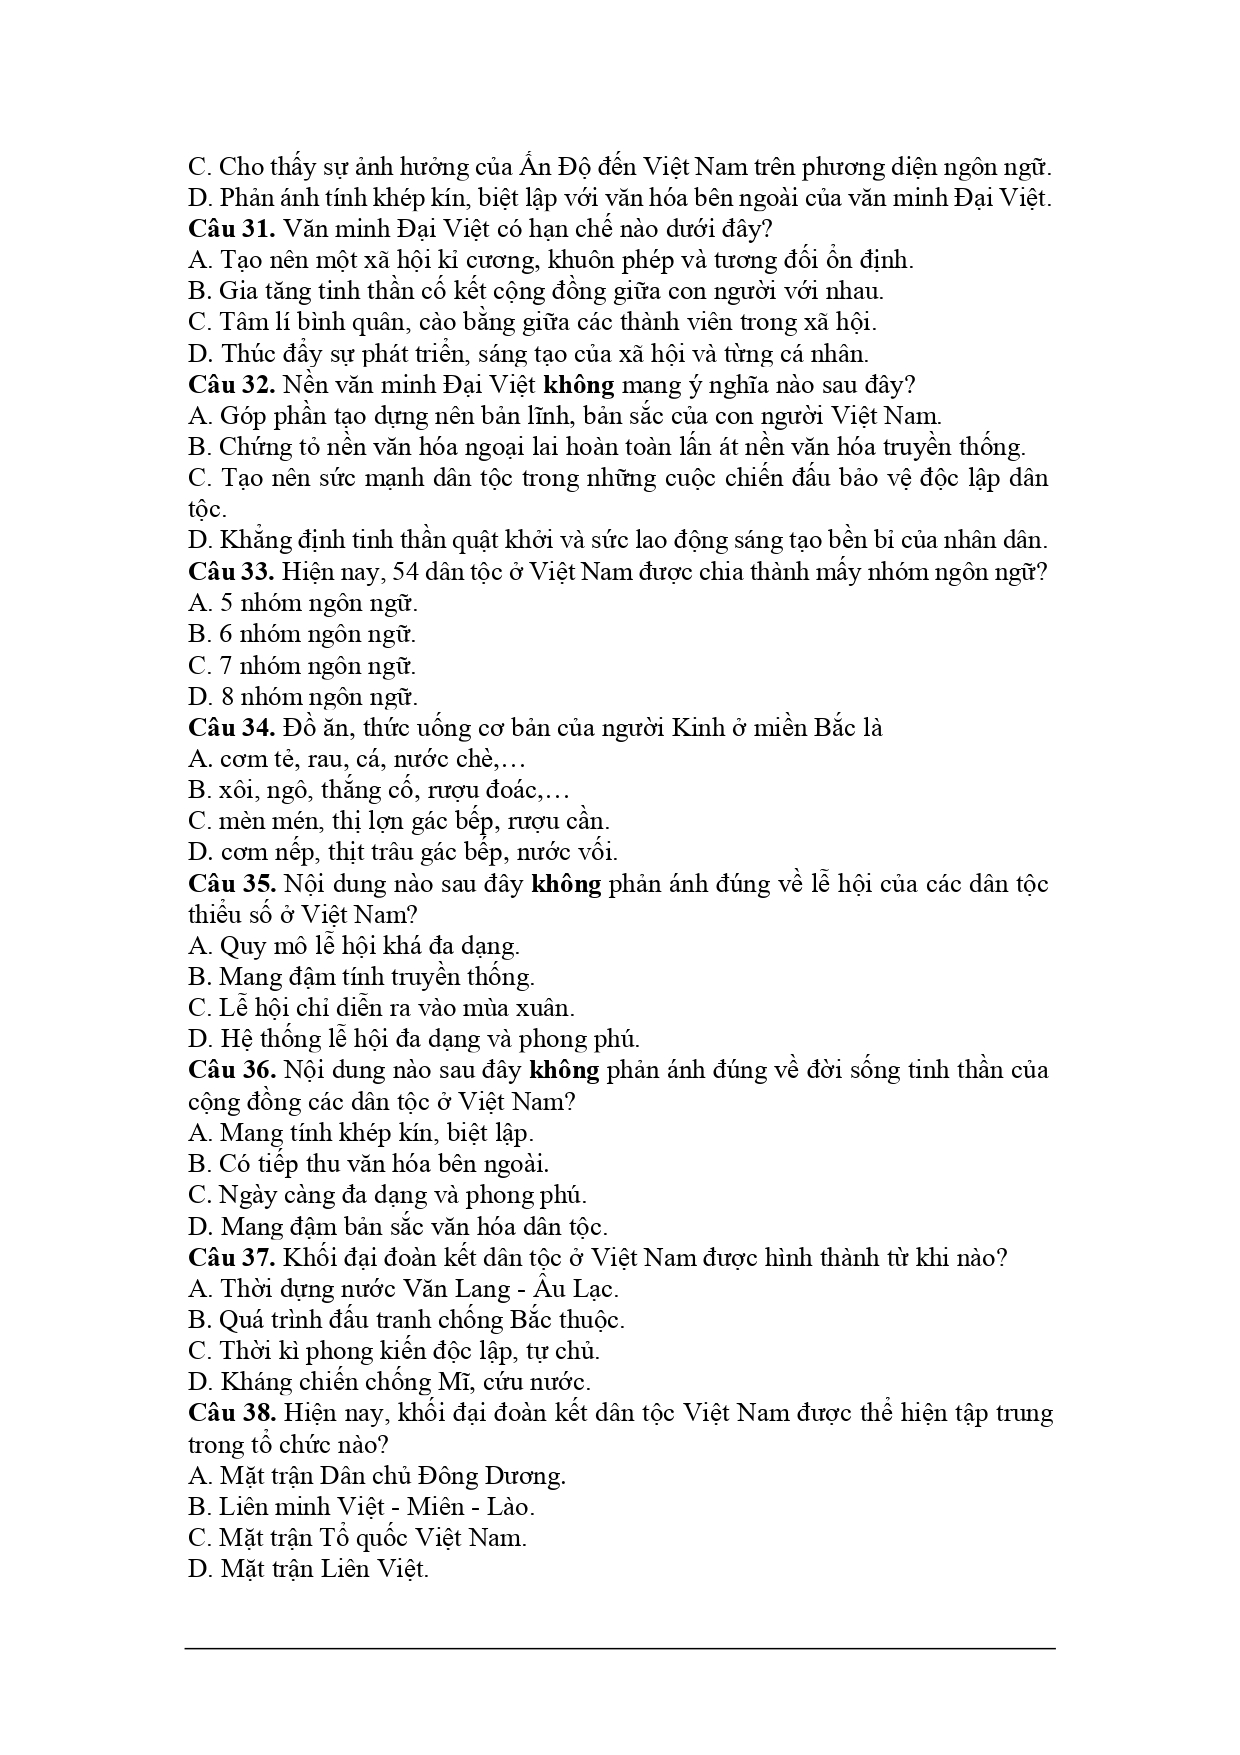 C. Cho thấy sự ảnh hưởng của Ấn Độ đến Việt Nam trên phương diện ngôn ngữ.
D. Phản ánh tính khép kín, biệt lập với văn hóa bên ngoài của văn minh Đại Việt.
Câu 31. Văn minh Đại Việt có hạn chế nào dưới đây?
A. Tạo nên một xã hội kỉ cương, khuôn phép và tương đối ổn định.
B. Gia tăng tinh thần cố kết cộng đồng giữa con người với nhau.
C. Tâm lí bình quân, cào bằng giữa các thành viên trong xã hội.
D. Thúc đẩy sự phát triển, sáng tạo của xã hội và từng cá nhân.
Câu 32. Nền văn minh Đại Việt không mang ý nghĩa nào sau đây?
A. Góp phần tạo dựng nên bản lĩnh, bản sắc của con người Việt Nam.
B. Chứng tỏ nền văn hóa ngoại lai hoàn toàn lấn át nền văn hóa truyền thống.
C. Tạo nên sức mạnh dân tộc trong những cuộc chiến đấu bảo vệ độc lập dân
tộc.
D. Khẳng định tinh thần quật khởi và sức lao động sáng tạo bền bỉ của nhân dân.
Câu 33. Hiện nay, 54 dân tộc ở Việt Nam được chia thành mấy nhóm ngôn ngữ?
A. 5 nhóm ngôn ngữ.
B. 6 nhóm ngôn ngữ.
C. 7 nhóm ngôn ngữ.
D. 8 nhóm ngôn ngữ.
Câu 34. Đồ ăn, thức uống cơ bản của người Kinh ở miền Bắc là
A. cơm tẻ, rau, cá, nước chè,…
B. xôi, ngô, thắng cố, rượu đoác,…
C. mèn mén, thị lợn gác bếp, rượu cần.
D. cơm nếp, thịt trâu gác bếp, nước vối.
Câu 35. Nội dung nào sau đây không phản ánh đúng về lễ hội của các dân tộc
thiểu số ở Việt Nam?
A. Quy mô lễ hội khá đa dạng.
B. Mang đậm tính truyền thống.
C. Lễ hội chỉ diễn ra vào mùa xuân.
D. Hệ thống lễ hội đa dạng và phong phú.
Câu 36. Nội dung nào sau đây không phản ánh đúng về đời sống tinh thần của
cộng đồng các dân tộc ở Việt Nam?
A. Mang tính khép kín, biệt lập.
B. Có tiếp thu văn hóa bên ngoài.
C. Ngày càng đa dạng và phong phú.
D. Mang đậm bản sắc văn hóa dân tộc.
Câu 37. Khối đại đoàn kết dân tộc ở Việt Nam được hình thành từ khi nào?
A. Thời dựng nước Văn Lang - Âu Lạc.
B. Quá trình đấu tranh chống Bắc thuộc.
C. Thời kì phong kiến độc lập, tự chủ.
D. Kháng chiến chống Mĩ, cứu nước.
Câu 38. Hiện nay, khối đại đoàn kết dân tộc Việt Nam được thể hiện tập trung
trong tổ chức nào?
A. Mặt trận Dân chủ Đông Dương.
B. Liên minh Việt - Miên - Lào.
C. Mặt trận Tổ quốc Việt Nam.
D. Mặt trận Liên Việt.